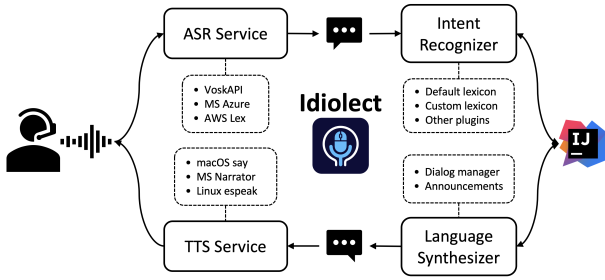 ASR Service
Intent
Recognizer
VoskAPI
MS Azure
AWS Lex
Idiolect
Default lexicon
Custom lexicon
Other plugins
IJ
macOS say
MS Narrator
Linux espeak
Dialog manager
Announcements
TTS Service
Language
Synthesizer